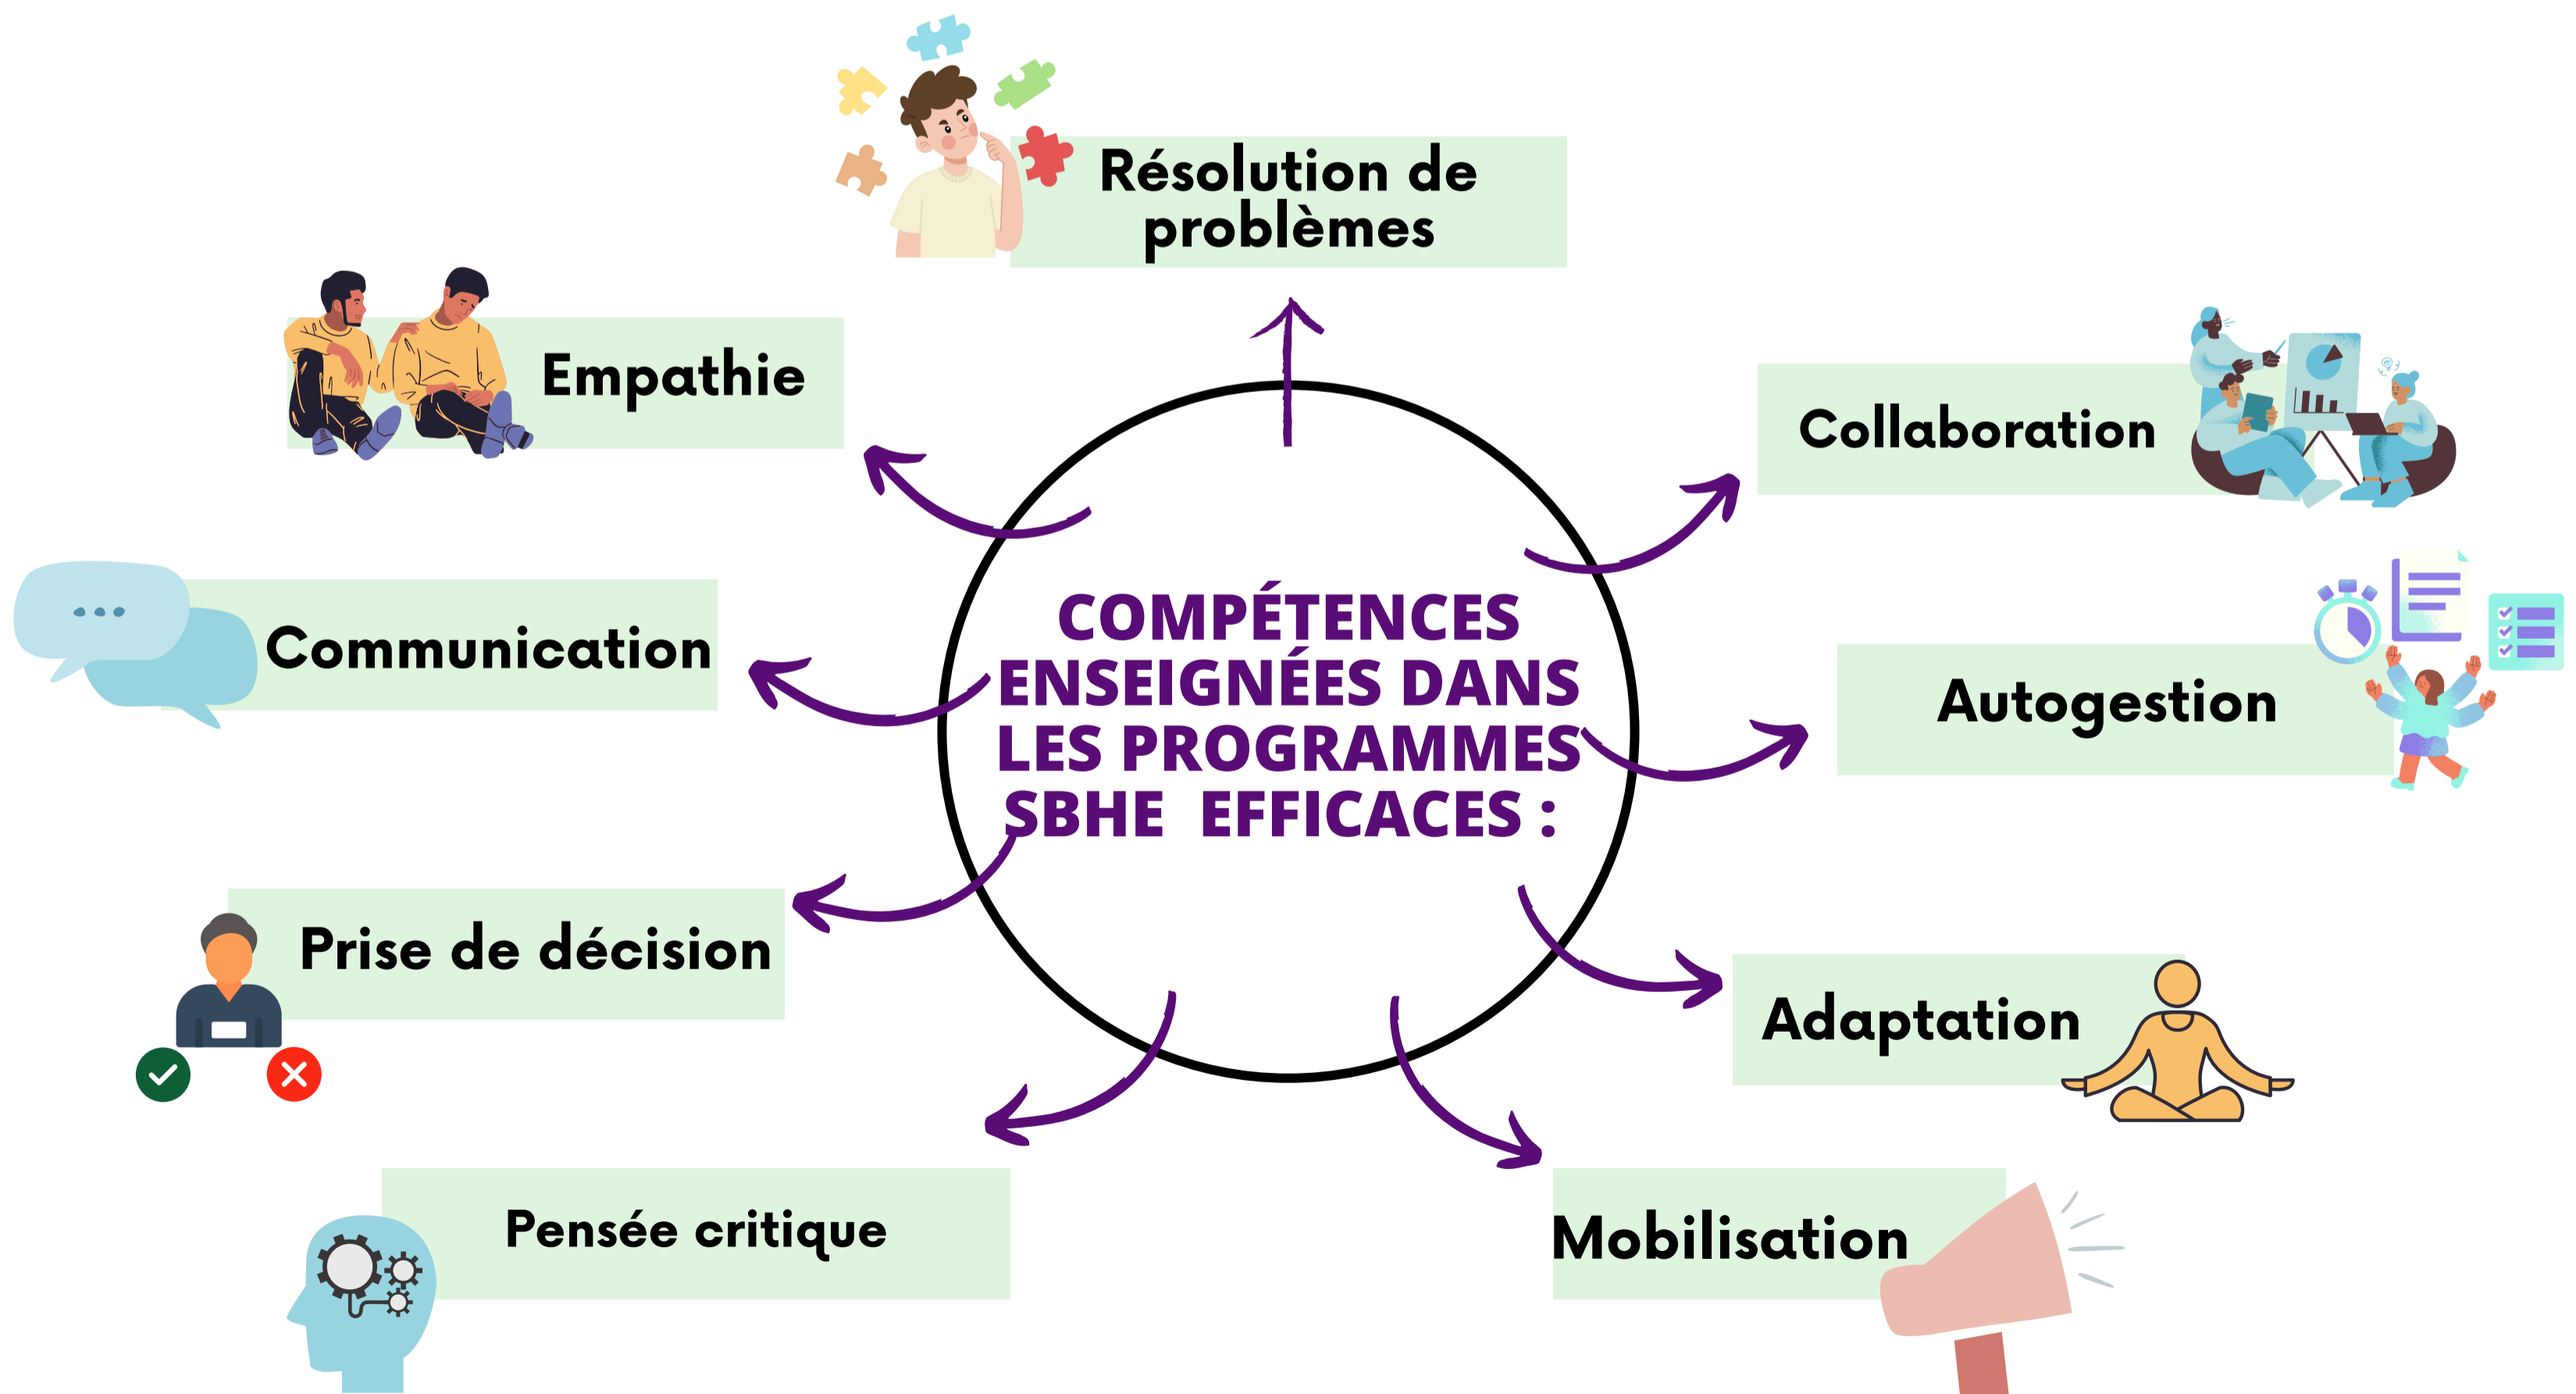 Résolution de
problèmes
Empathie
Collaboration
Communication
Autogestion
COMPÉTENCES
ENSEIGNÉES DANS
LES PROGRAMMES
SBHE EFFICACES :
Prise de décision
Adaptation
Pensée critique
Mobilisation